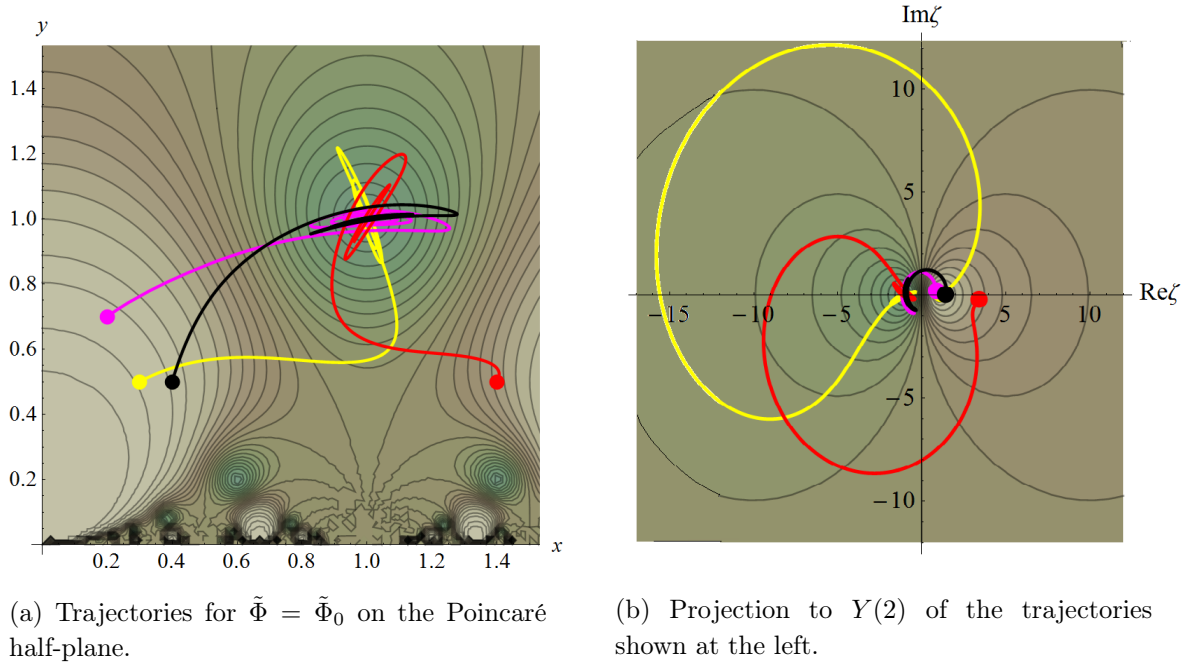 y
1.4
1.2
1.0
0.8
0.6
0.4
0.2
0.2 0.4 0.6 0.8 1.0 1.2 1.4
x
Imζ
10
5
−15 −10 −5 5 10
Reζ
−5
−10
(a) Trajectories for Φ̃ = Φ̃₀ on the Poincaré
half-plane.
(b) Projection to Y(2) of the trajectories
shown at the left.